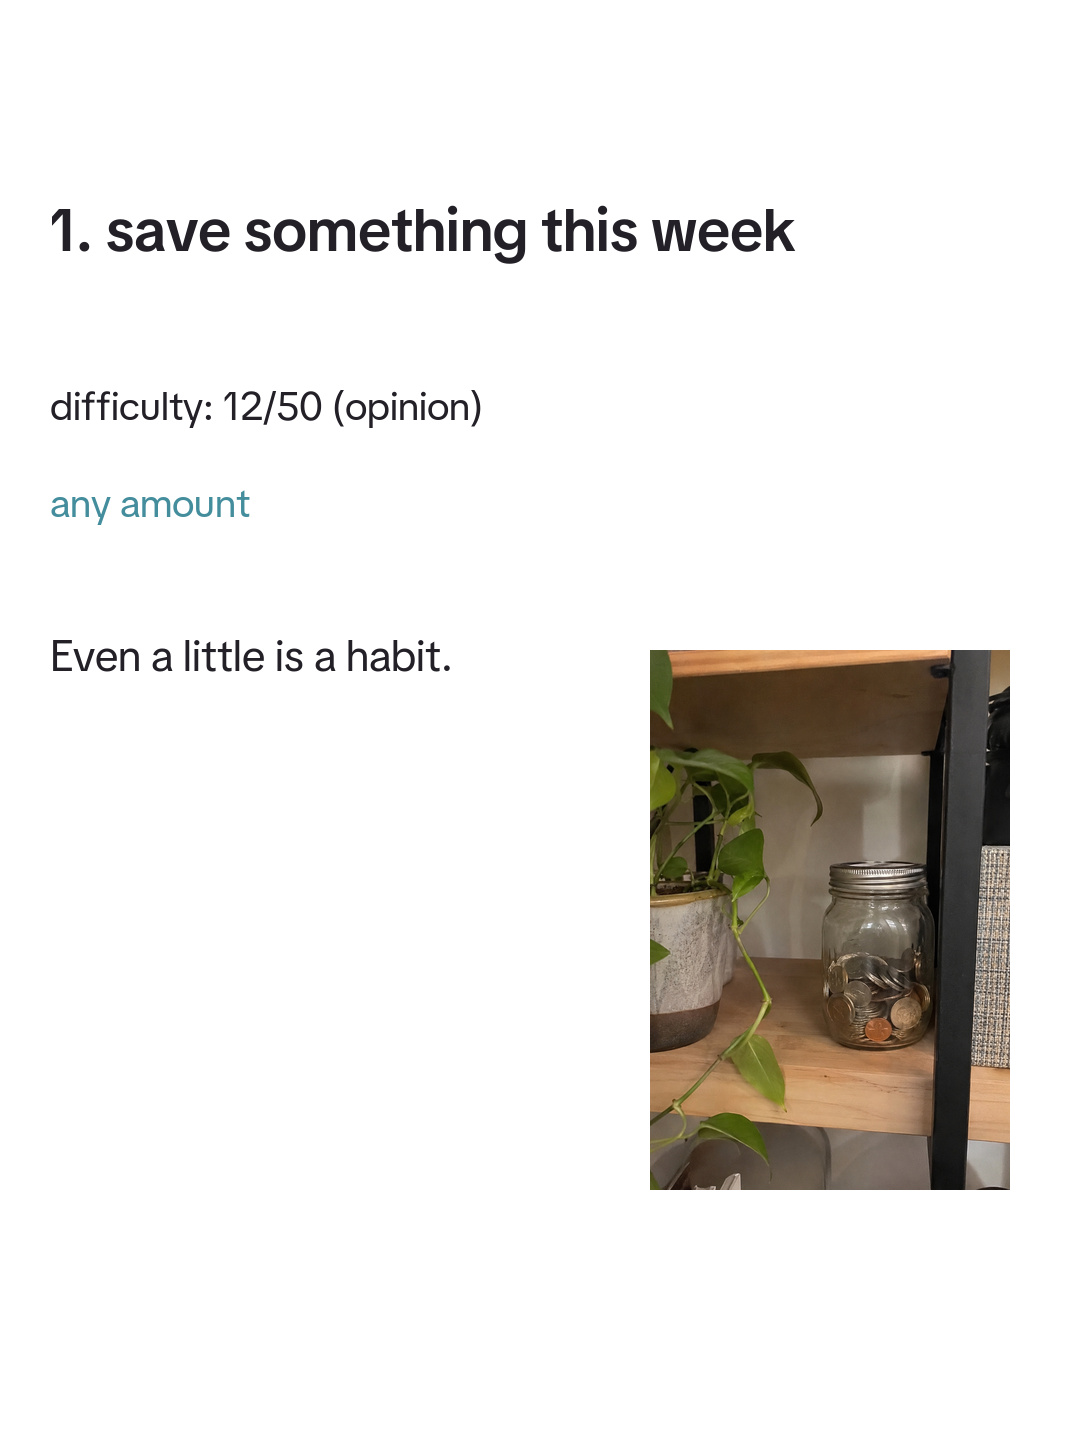 1. save something this week
difficulty: 12/50 (opinion)
any amount
Even a little is a habit.